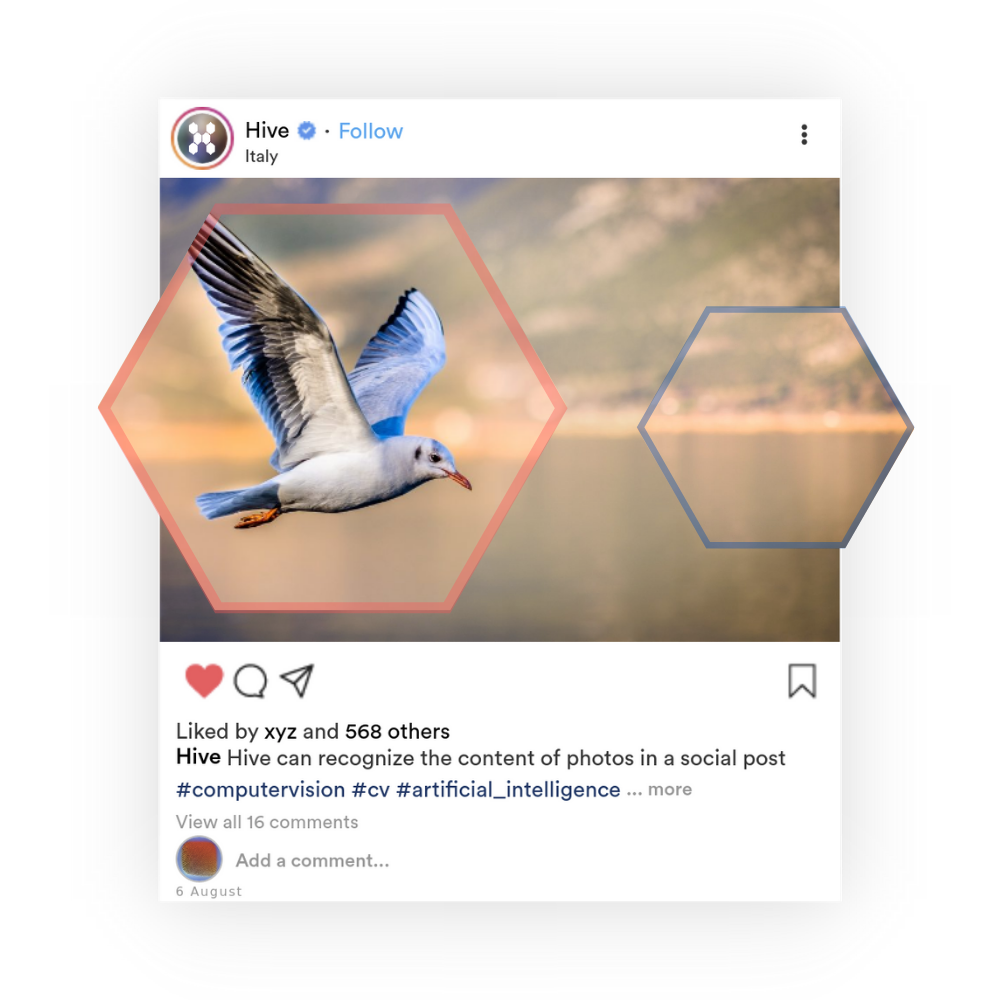 Hive · Follow
Italy
Liked by xyz and 568 others
Hive Hive can recognize the content of photos in a social post
#computervision #cv #artificial_intelligence ... more
View all 16 comments
Add a comment...
6 August